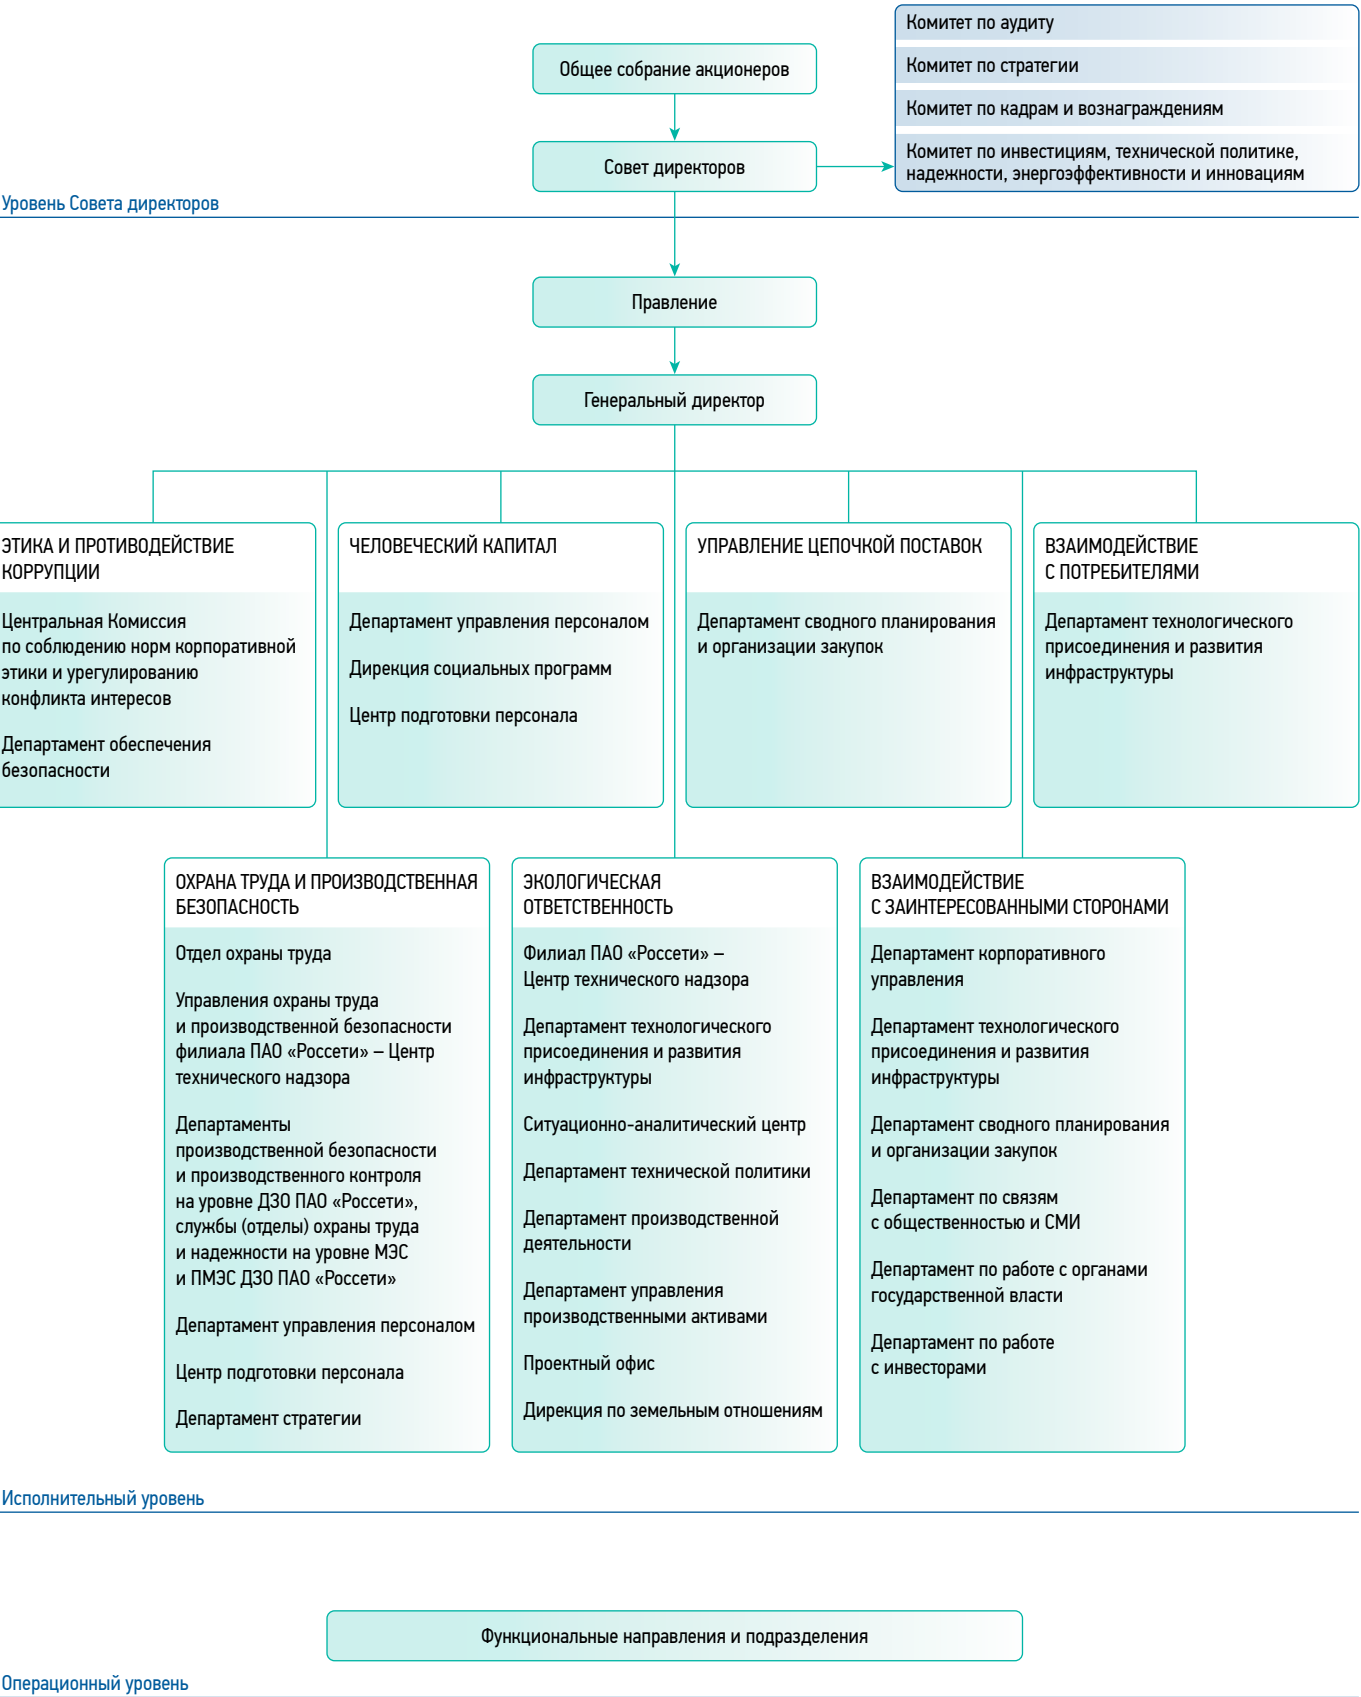 Общее собрание акционеров
Совет директоров
Комитет по аудиту
Комитет по стратегии
Комитет по кадрам и вознаграждениям
Комитет по инвестициям, технической политике,
надежности, энергоэффективности и инновациям
Уровень Совета директоров
Правление
Генеральный директор
ЭТИКА И ПРОТИВОДЕЙСТВИЕ
КОРРУПЦИИ
Центральная Комиссия
по соблюдению норм корпоративной
этики и урегулированию
конфликта интересов
Департамент обеспечения
безопасности
ЧЕЛОВЕЧЕСКИЙ КАПИТАЛ
Департамент управления персоналом
Дирекция социальных программ
Центр подготовки персонала
УПРАВЛЕНИЕ ЦЕПОЧКОЙ ПОСТАВОК
Департамент сводного планирования
и организации закупок
ВЗАИМОДЕЙСТВИЕ
С ПОТРЕБИТЕЛЯМИ
Департамент технологического
присоединения и развития
инфраструктуры
ОХРАНА ТРУДА И ПРОИЗВОДСТВЕННАЯ
БЕЗОПАСНОСТЬ
Отдел охраны труда
Управления охраны труда
и производственной безопасности
филиала ПАО «Россети» – Центр
технического надзора
Департаменты
производственной безопасности
и производственного контроля
на уровне ДЗО ПАО «Россети»,
службы (отделы) охраны труда
и надежности на уровне МЭС
и ПМЭС ДЗО ПАО «Россети»
Департамент управления персоналом
Центр подготовки персонала
Департамент стратегии
ЭКОЛОГИЧЕСКАЯ
ОТВЕТСТВЕННОСТЬ
Филиал ПАО «Россети» –
Центр технического надзора
Департамент технологического
присоединения и развития
инфраструктуры
Ситуационно-аналитический центр
Департамент технической политики
Департамент производственной
деятельности
Департамент управления
производственными активами
Проектный офис
Дирекция по земельным отношениям
ВЗАИМОДЕЙСТВИЕ
С ЗАИНТЕРЕСОВАННЫМИ СТОРОНАМИ
Департамент корпоративного
управления
Департамент технологического
присоединения и развития
инфраструктуры
Департамент сводного планирования
и организации закупок
Департамент по связям
с общественностью и СМИ
Департамент по работе с органами
государственной власти
Департамент по работе
с инвесторами
Исполнительный уровень
Функциональные направления и подразделения
Операционный уровень